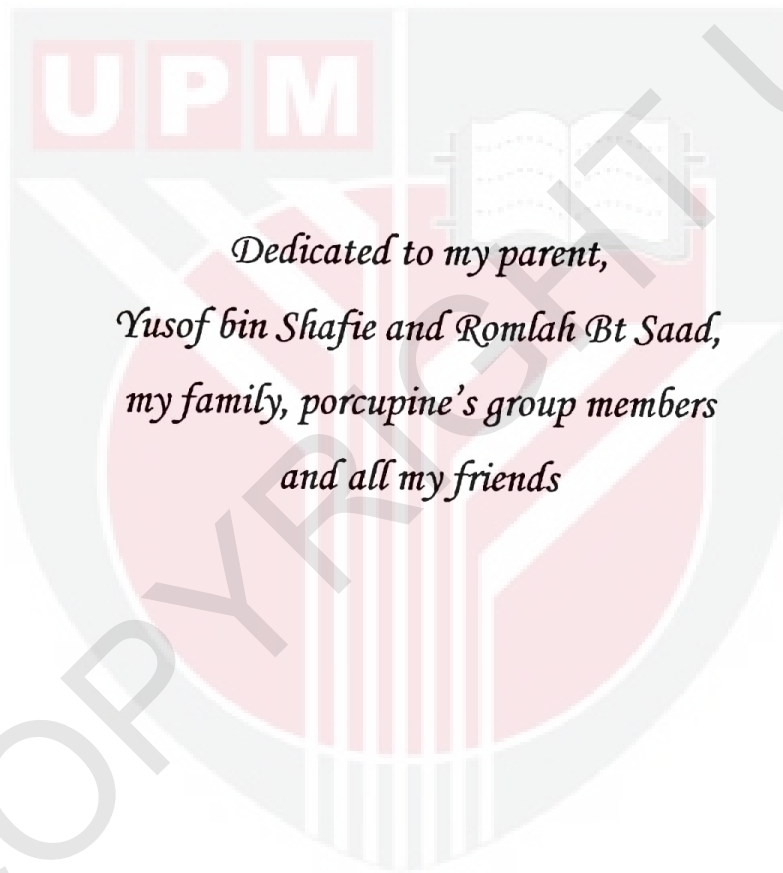 UPM
Dedicated to my parent,
Yusof bin Shafie and Romlah Bt Saad,
my family, porcupine's group members
and all my friends
COPYRIGHT U